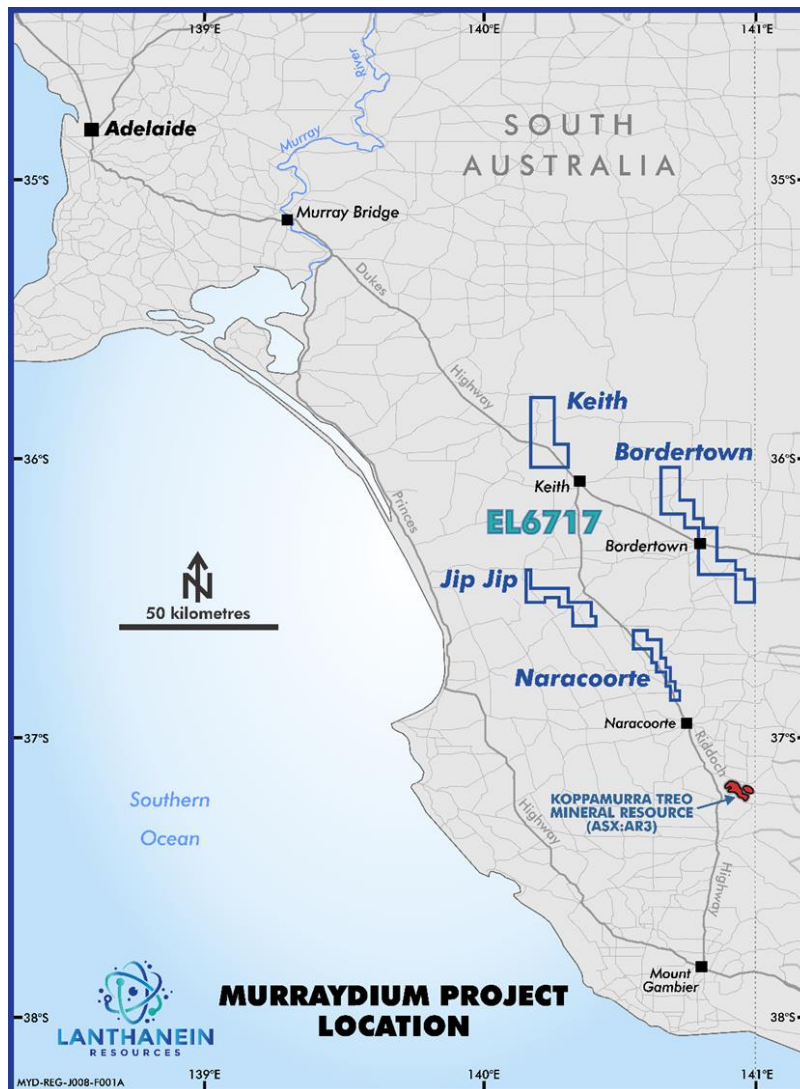 139°E
140°E
141°E
River
Murray
Adelaide
SOUTH
AUSTRALIA
35°S
35°S
Murray Bridge
Dukes
Highway
Keith
Bordertown
36°S
36°S
Keith
EL6717
Princes
Bordertown
Jip Jip
N
50 kilometres
Naracoorte
Naracoorte
37°S
37°S
Riddoch
KOPPAMURRA TREO
MINERAL RESOURCE
(ASX:AR3)
Southern
Ocean
Highway
Highway
Mount
Gambier
LANTHANEIN
RESOURCES
MURRAYDIUM PROJECT
LOCATION
38°S
38°S
MYD-REG-J008-F001A
139°E
140°E
141°E